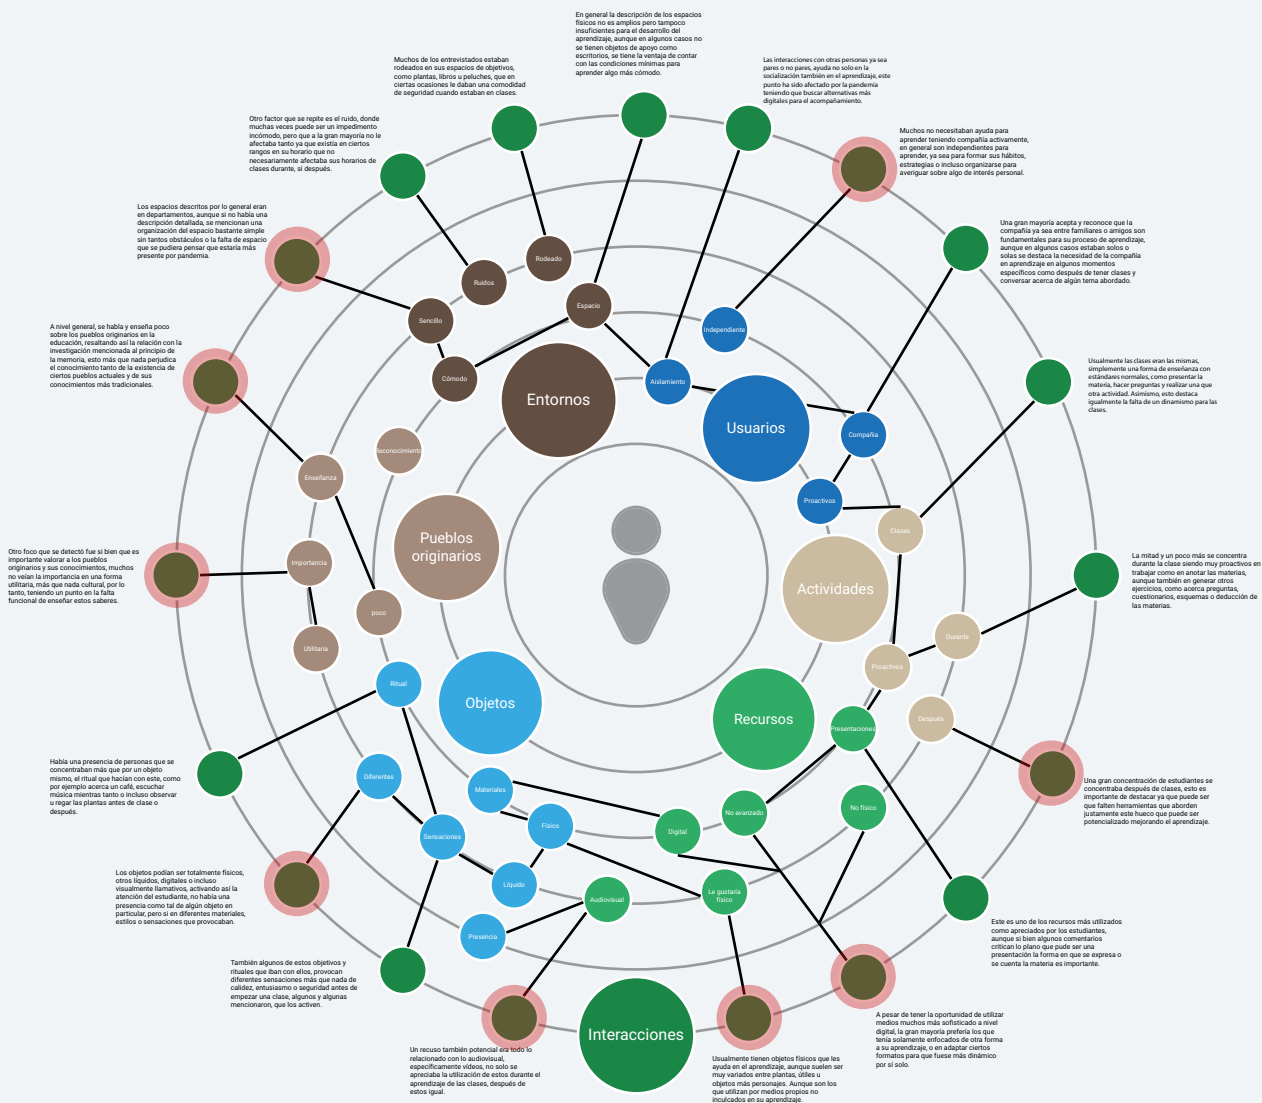 En general la descripción de los espacios
físicos no es amplios pero tampoco
insuficientes para el desarrollo del
aprendizaje, aunque en algunos casos no
se tienen objetos de apoyo como
escritorios, se tiene la ventaja de contar
con las condiciones mínimas para
aprender algo más cómodo.
Muchos de los entrevistados estaban
rodeados en sus espacios de objetivos,
como plantas, libros u peluches, que en
ciertas ocasiones le daban una comodidad
de seguridad cuando estaban en clases.
Las interacciones con otras personas ya sea
pares o no pares, ayuda no solo en la
socialización también en el aprendizaje, este
punto ha sido afectado por la pandemia
teniendo que buscar alternativas más
digitales para el acompañamiento.
Otro factor que se repite es el ruido, donde
muchas veces puede ser un impedimento
incómodo, pero que a la gran mayoría no le
afectaba tanto ya que existía en ciertos
rangos en su horario que no
necesariamente afectaba sus horarios de
clases durante, sí después.
Muchos no necesitaban ayuda para
aprender teniendo compañía activamente,
en general son independientes para
aprender, ya sea para formar sus hábitos,
estrategias o incluso organizarse para
averiguar sobre algo de interés personal.
Los espacios descritos por lo general eran
en departamentos, aunque si no había una
descripción detallada, se mencionan una
organización del espacio bastante simple
sin tantos obstáculos o la falta de espacio
que se pudiera pensar que estaría más
presente por pandemia.
Una gran mayoría acepta y reconoce que la
compañía ya sea entre familiares o amigos son
fundamentales para su proceso de aprendizaje,
aunque en algunos casos estaban solos o
solas se destaca la necesidad de la compañía
en aprendizaje en algunos momentos
específicos como después de tener clases y
conversar acerca de algún tema abordado.
A nivel general, se habla y enseña poco
sobre los pueblos originarios en la
educación, resaltando así la relación con la
investigación mencionada al principio de
la memoria, esto más que nada perjudica
el conocimiento tanto de la existencia de
ciertos pueblos actuales y de sus
conocimientos más tradicionales.
Usualmente las clases eran las mismas,
simplemente una forma de enseñanza con
estándares normales, como presentar la
materia, hacer preguntas y realizar una que
otra actividad. Asimismo, esto destaca
igualmente la falta de un dinamismo para las
clases.
Rodeado
Ruidos
Espacio
Sencillo
Independiente
Cómodo
Aislamiento
Entornos
Usuarios
Compañia
Reconocimiento
Enseñanza
Proactivos
Clases
Pueblos
originarios
Importancia
Actividades
Otro foco que se detectó fue si bien que es
importante valorar a los pueblos
originarios y sus conocimientos, muchos
no veían la importancia en una forma
utilitaria, más que nada cultural, por lo
tanto, teniendo un punto en la falta
funcional de enseñar estos saberes.
La mitad y un poco más se concentra
durante la clase siendo muy proactivos en
trabajar como en anotar las materias,
aunque también en generar otros
ejercicios, como acerca preguntas,
cuestionarios, esquemas o deducción de
las materias.
poco
Utilitaria
Durante
Proactivos
Ritual
Objetos
Recursos
Después
Presentaciones
Había una presencia de personas que se
concentraban más que por un objeto
mismo, el ritual que hacían con este, como
por ejemplo acerca un café, escuchar
música mientras tanto o incluso observar
u regar las plantas antes de clase o
después.
Diferentes
Materiales
Una gran concentración de estudiantes se
concentraba después de clases, esto es
importante de destacar ya que puede ser
que falten herramientas que aborden
justamente este hueco que puede ser
potencializado mejorando el aprendizaje.
No avanzado
No físico
Físico
Digital
Sensaciones
Los objetos podían ser totalmente físicos,
otros líquidos, digitales o incluso
visualmente llamativos, activando así la
atención del estudiante, no había una
presencia como tal de algún objeto en
particular, pero si en diferentes materiales,
estilos o sensaciones que provocaban.
Líquido
Audiovisual
Le gustaría
físico
Presencia
Este es uno de los recursos más utilizados
como apreciados por los estudiantes,
aunque si bien algunos comentarios
critican lo plano que pude ser una
presentación la forma en que se expresa o
se cuenta la materia es importante.
También algunos de estos objetivos y
rituales que iban con ellos, provocan
diferentes sensaciones más que nada de
calidez, entusiasmo o seguridad antes de
empezar una clase, algunos y algunas
mencionaron, que los activen.
Interacciones
A pesar de tener la oportunidad de utilizar
medios muchos más sofisticado a nivel
digital, la gran mayoría prefería los que
tenía solamente enfocados de otra forma
a su aprendizaje, o en adaptar ciertos
formatos para que fuese más dinámico
por sí solo.
Un recuso también potencial era todo lo
relacionado con lo audiovisual,
específicamente vídeos, no solo se
apreciaba la utilización de estos durante el
aprendizaje de las clases, después de
estos igual.
Usualmente tienen objetos físicos que les
ayuda en el aprendizaje, aunque suelen ser
muy variados entre plantas, útiles u
objetos más personajes. Aunque son los
que utilizan por medios propios no
inculcados en su aprendizaje.